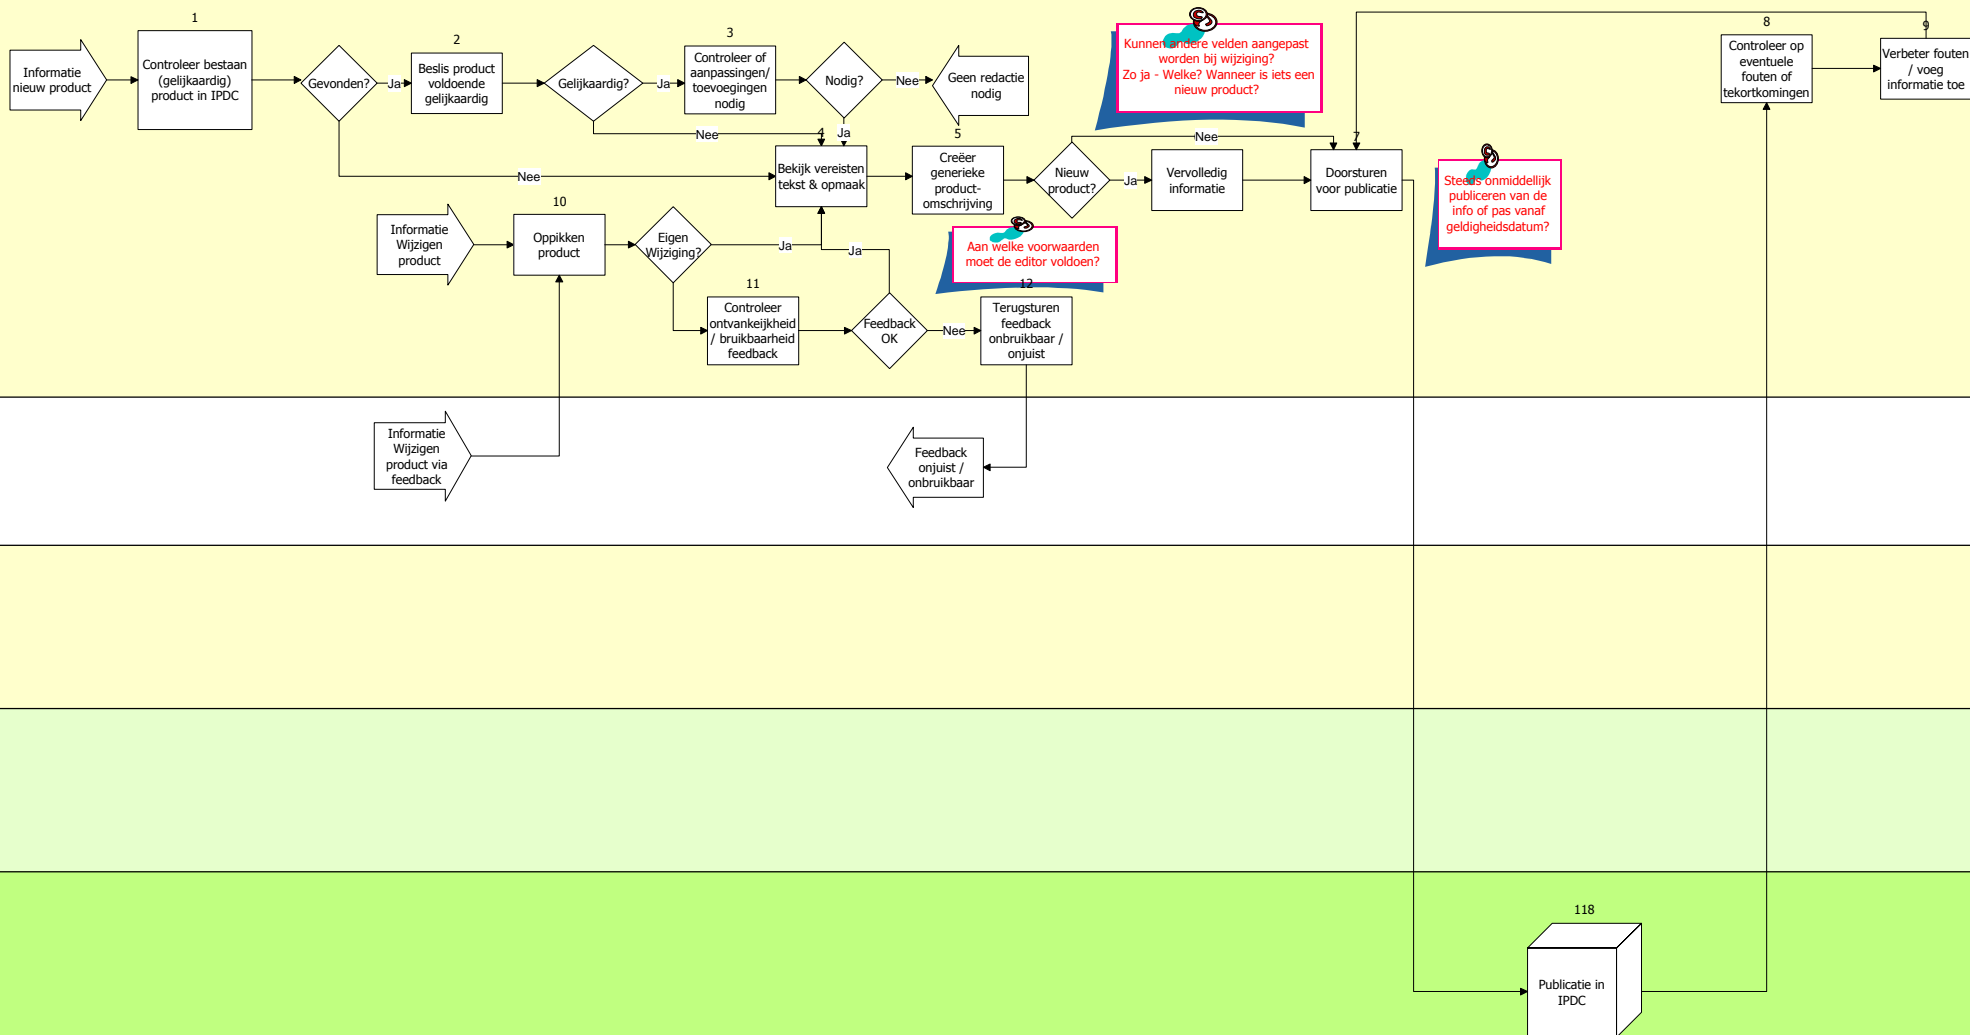 1
Informatie
nieuw product
Controleer bestaan
(gelijkaardig)
product in IPDC
Gevonden?
Ja
2
Beslis product
voldoende
gelijkaardig
Gelijkaardig?
Ja
3
Controleer of
aanpassingen/
toevoegingen
nodig
Nodig?
Nee
Geen redactie
nodig
Kunnen andere velden aangepast
worden bij wijziging?
Zo ja - Welke? Wanneer is iets een
nieuw product?
8
Controleer op
eventuele
fouten of
tekortkomingen
9
Verbeter fouten
/ voeg
informatie toe
Nee
Ja
Nee
4
Bekijk vereisten
tekst & opmaak
5
Creëer
generieke
product-
omschrijving
Nieuw
product?
Nee
Ja
Vervolledig
informatie
7
Doorsturen
voor publicatie
Steeds onmiddellijk
publiceren van de
info of pas vanaf
geldigheidsdatum?
Informatie
Wijzigen
product
10
Oppikken
product
Eigen
Wijziging?
Ja
Ja
Aan welke voorwaarden
moet de editor voldoen?
11
Controleer
ontvankeijkheid
/ bruikbaarheid
feedback
Feedback
OK
Nee
12
Terugsturen
feedback
onbruikbaar /
onjuist
Informatie
Wijzigen
product via
feedback
Feedback
onjuist /
onbruikbaar
118
Publicatie in
IPDC